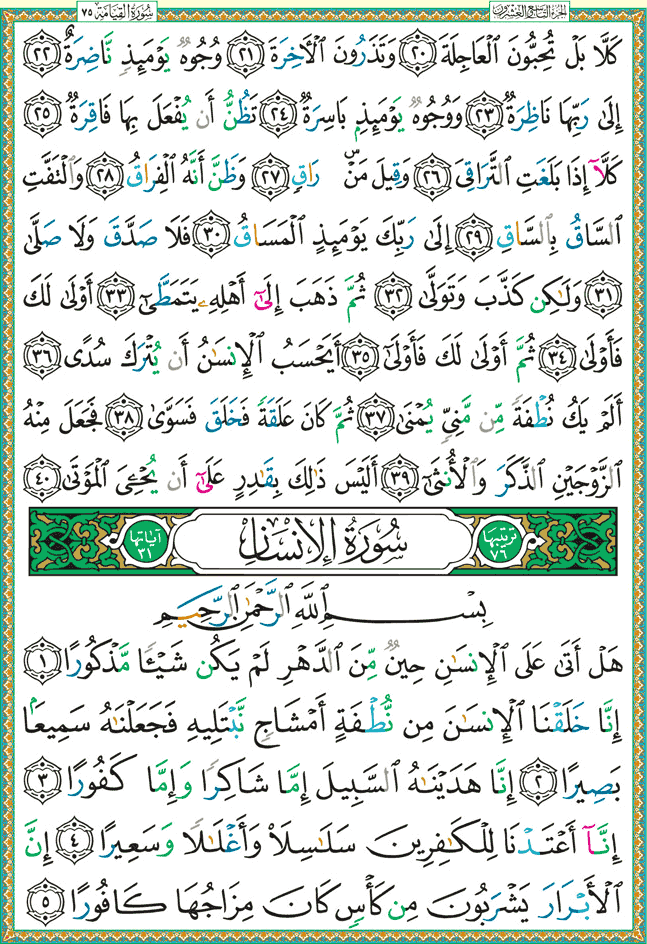 سُورَةُ القِيَامَة ٧٥
الجزء التاسع والعشرون
كَلَّا بَلْ تُحِبُّونَ ٱلْعَاجِلَةَ ٢٠ وَتَذَرُونَ ٱلْأٓخِرَةَ ٢١ وُجُوهٌ يَوْمَئِذٍ نَّاضِرَةٌ ٢٢
إِلَىٰ رَبِّهَا نَاظِرَةٌ ٢٣ وَوُجُوهٌ يَوْمَئِذٍۭ بَاسِرَةٌ ٢٤ تَظُنُّ أَن يُفْعَلَ بِهَا فَاقِرَةٌ ٢٥
كَلَّآ إِذَا بَلَغَتِ ٱلتَّرَاقِيَ ٢٦ وَقِيلَ مَنْۜ رَاقٍ ٢٧ وَظَنَّ أَنَّهُ ٱلْفِرَاقُ ٢٨ وَٱلْتَفَّتِ
ٱلسَّاقُ بِٱلسَّاقِ ٢٩ إِلَىٰ رَبِّكَ يَوْمَئِذٍ ٱلْمَسَاقُ ٣٠ فَلَا صَدَّقَ وَلَا صَلَّىٰ
٣١ وَلَٰكِن كَذَّبَ وَتَوَلَّىٰ ٣٢ ثُمَّ ذَهَبَ إِلَىٰٓ أَهْلِهِۦ يَتَمَطَّىٰٓ ٣٣ أَوْلَىٰ لَكَ
فَأَوْلَىٰ ٣٤ ثُمَّ أَوْلَىٰ لَكَ فَأَوْلَىٰٓ ٣٥ أَيَحْسَبُ ٱلْإِنسَٰنُ أَن يُتْرَكَ سُدًى ٣٦
أَلَمْ يَكُ نُطْفَةً مِّن مَّنِىٍّ يُمْنَىٰ ٣٧ ثُمَّ كَانَ عَلَقَةً فَخَلَقَ فَسَوَّىٰ ٣٨ فَجَعَلَ مِنْهُ
ٱلزَّوْجَيْنِ ٱلذَّكَرَ وَٱلْأُنثَىٰٓ ٣٩ أَلَيْسَ ذَٰلِكَ بِقَٰدِرٍ عَلَىٰٓ أَن يُحْـِۧىَ ٱلْمَوْتَىٰ ٤٠
ترتيبها ٧٦ سُورَةُ الإِنسَانِ آياتها ٣١
بِسْمِ ٱللَّهِ ٱلرَّحْمَٰنِ ٱلرَّحِيمِ
هَلْ أَتَىٰ عَلَى ٱلْإِنسَٰنِ حِينٌ مِّنَ ٱلدَّهْرِ لَمْ يَكُن شَيْـًٔا مَّذْكُورًا ١
إِنَّا خَلَقْنَا ٱلْإِنسَٰنَ مِن نُّطْفَةٍ أَمْشَاجٍ نَّبْتَلِيهِ فَجَعَلْنَٰهُ سَمِيعًۢا
بَصِيرًا ٢ إِنَّا هَدَيْنَٰهُ ٱلسَّبِيلَ إِمَّا شَاكِرًا وَإِمَّا كَفُورًا ٣
إِنَّآ أَعْتَدْنَا لِلْكَٰفِرِينَ سَلَٰسِلَا۟ وَأَغْلَٰلًا وَسَعِيرًا ٤ إِنَّ
ٱلْأَبْرَارَ يَشْرَبُونَ مِن كَأْسٍ كَانَ مِزَاجُهَا كَافُورًا ٥